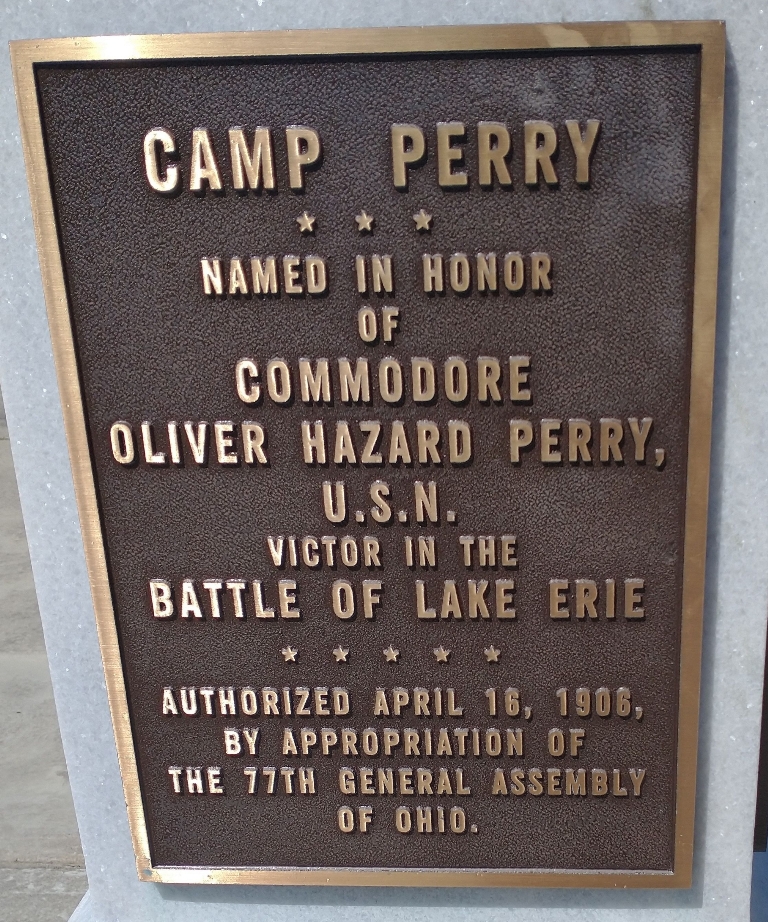 CAMP PERRY
NAMED IN HONOR
OF
COMMODORE
OLIVER HAZARD PERRY,
U.S.N.
VICTOR IN THE
BATTLE OF LAKE ERIE
AUTHORIZED APRIL 16, 1906,
BY APPROPRIATION OF
THE 77TH GENERAL ASSEMBLY
OF OHIO.